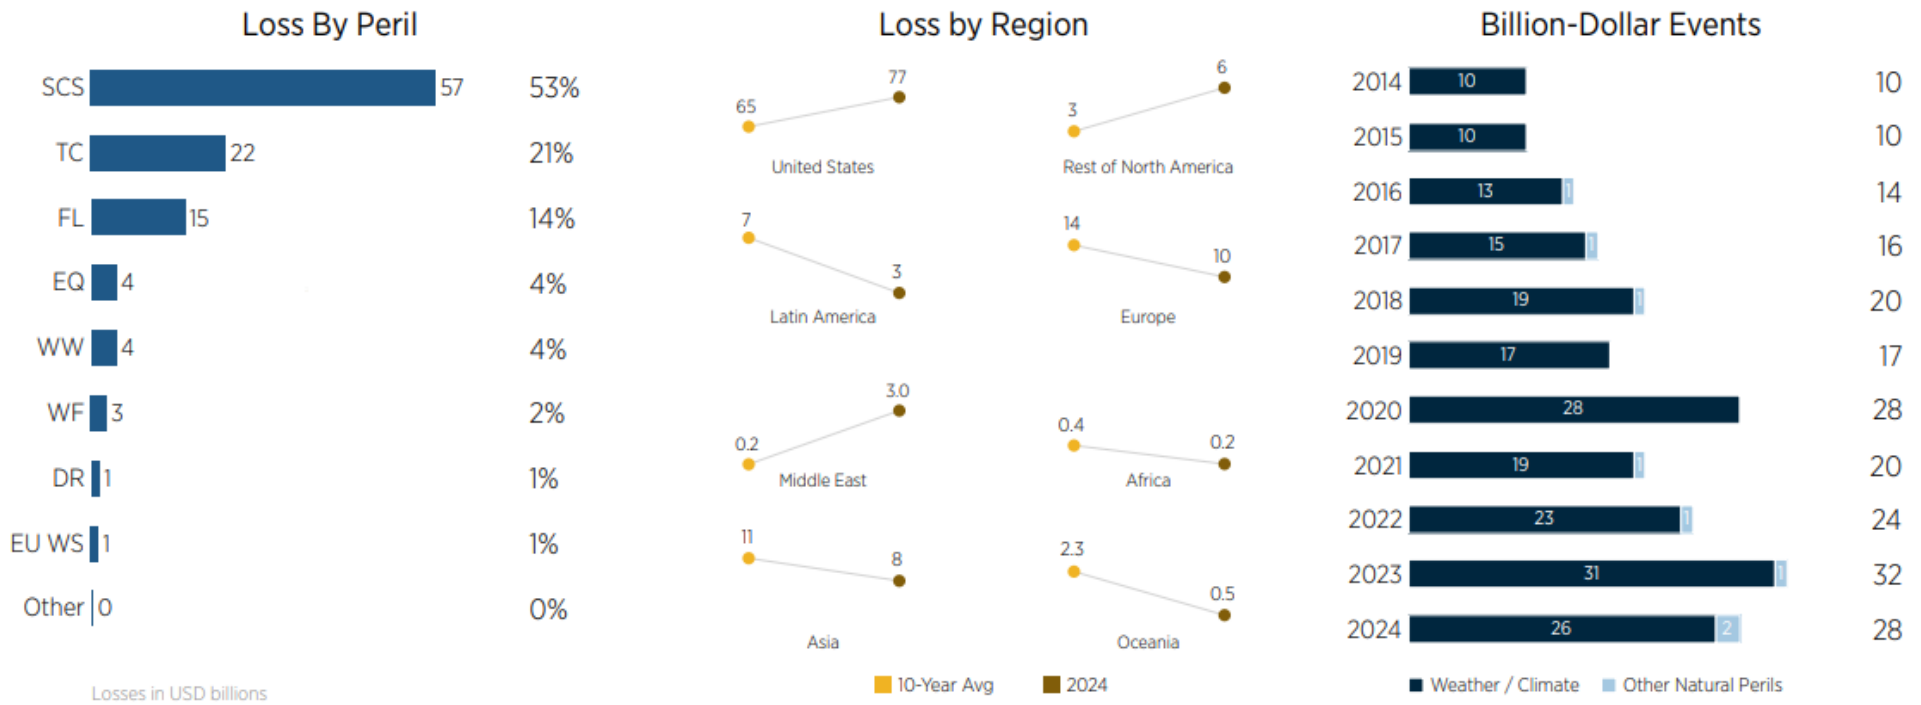 Loss By Peril
SCS 57 53%
TC 22 21%
FL 15 14%
EQ 4 4%
WW 4 4%
WF 3 2%
DR 1 1%
EU WS 1 1%
Other 0 0%
Losses in USD billions
Loss by Region
65 77
United States
3 6
Rest of North America
7 3
Latin America
14 10
Europe
0.2 3.0
Middle East
0.4 0.2
Africa
11 8
Asia
2.3 0.5
Oceania
10-Year Avg 2024
Billion-Dollar Events
2014 10 10
2015 10 10
2016 13 1 14
2017 15 1 16
2018 19 1 20
2019 17 17
2020 28 28
2021 19 1 20
2022 23 1 24
2023 31 1 32
2024 26 2 28
Weather / Climate Other Natural Perils